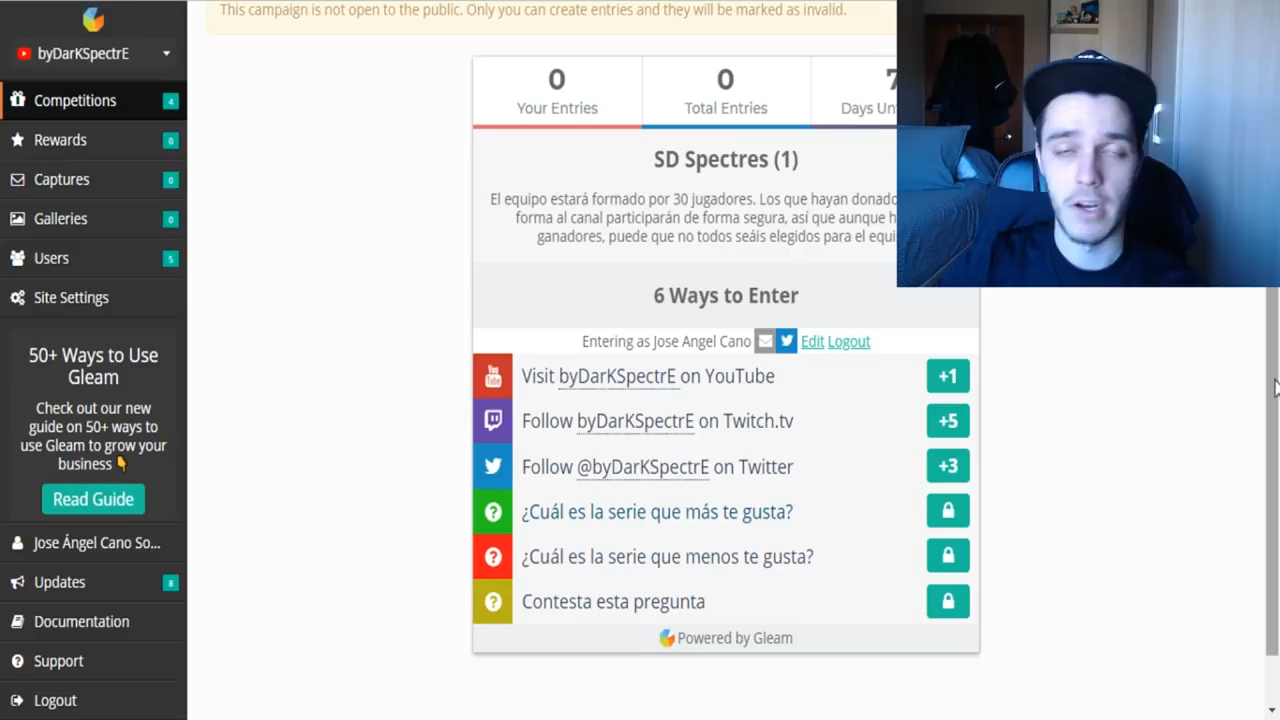 This campaign is not open to the public. Only you can create entries and they will be marked as invalid.
byDarKSpectrE
Competitions 4
Rewards 0
Captures 0
Galleries 0
Users 5
Site Settings
50+ Ways to Use
Gleam
Check out our new
guide on 50+ ways to
use Gleam to grow your
business
Read Guide
Jose Ángel Cano So...
Updates 8
Documentation
Support
Logout
0
Your Entries
0
Total Entries
7
Days
SD Spectres (1)
El equipo estará formado por 30 jugadores. Los que hayan donado
forma al canal participarán de forma segura, así que aunque h
ganadores, puede que no todos seáis elegidos para el equi
6 Ways to Enter
Entering as Jose Angel Cano Edit Logout
Visit byDarKSpectrE on YouTube +1
Follow byDarKSpectrE on Twitch.tv +5
Follow @byDarKSpectrE on Twitter +3
¿Cuál es la serie que más te gusta?
¿Cuál es la serie que menos te gusta?
Contesta esta pregunta
Powered by Gleam